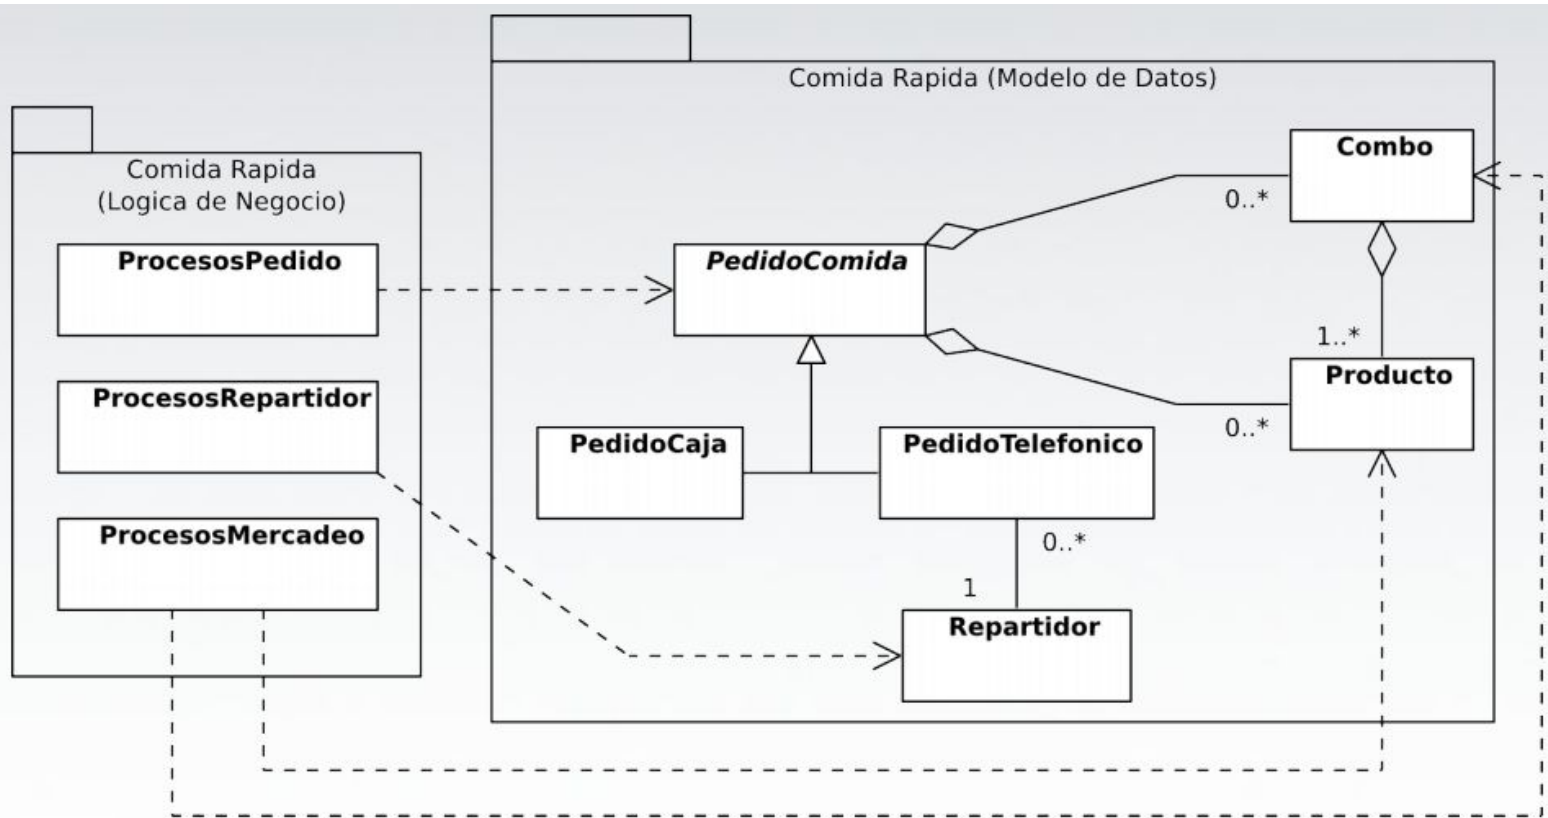 Comida Rapida (Modelo de Datos)
Combo
0..*
Comida Rapida
(Logica de Negocio)
ProcesosPedido
PedidoComida
1..*
Producto
ProcesosRepartidor
0..*
PedidoCaja
PedidoTelefonico
ProcesosMercadeo
0..*
1
Repartidor